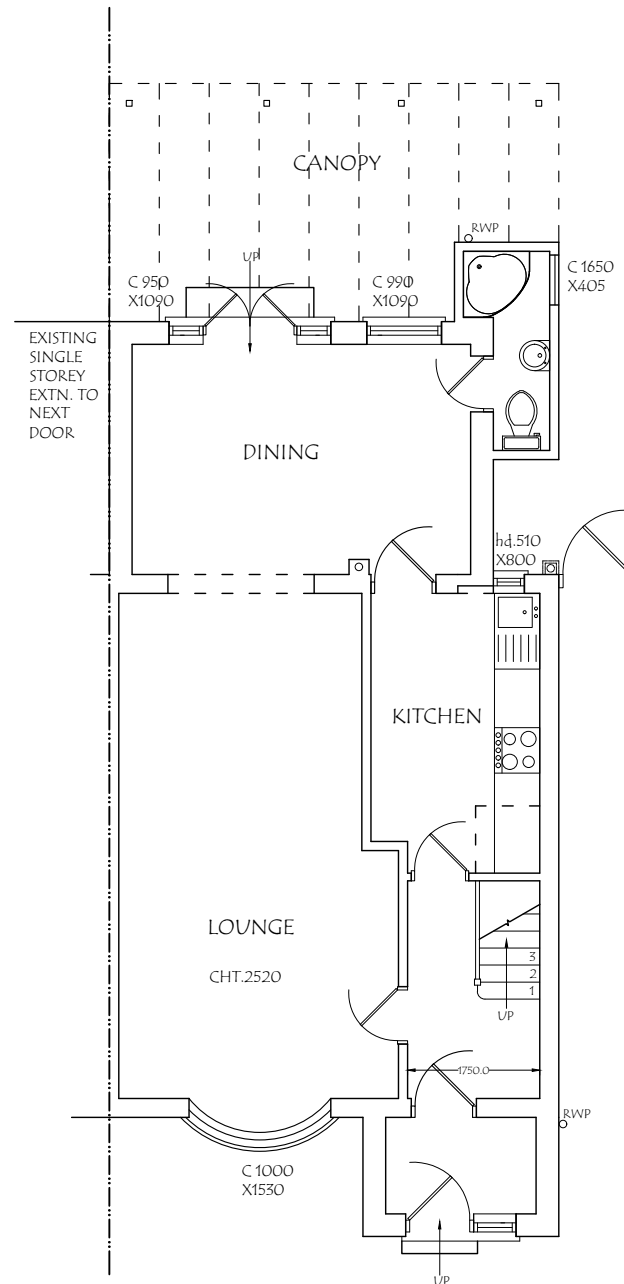 CANOPY
RWP
UP
C 950
X1090
C 990
X1090
C 1650
X405
EXISTING
SINGLE
STOREY
EXTN. TO
NEXT
DOOR
DINING
hd.510
X800
KITCHEN
LOUNGE
CHT.2520
3
2
1
UP
1750.0
RWP
C 1000
X1530
UP